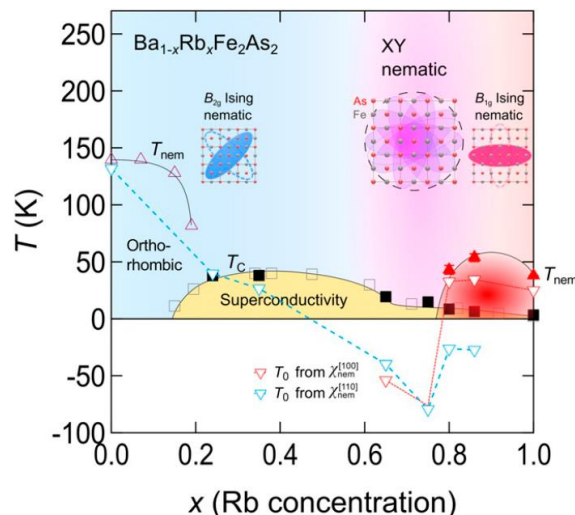 Ba₁₋ₓRbₓFe₂As₂
XY
nematic
B₂g Ising
nematic
As
Fe
B₁g Ising
nematic
Tnem
Ortho-
rhombic
TC
Superconductivity
Tnem
T₀ from χnem[100]
T₀ from χnem[110]
250
200
150
100
50
0
-50
-100
T (K)
0.0
0.2
0.4
0.6
0.8
1.0
x (Rb concentration)